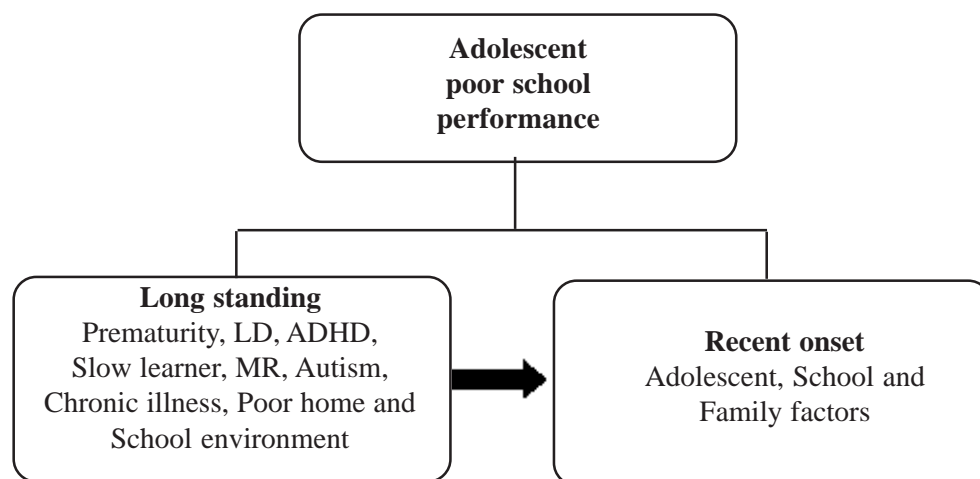 Adolescent
poor school
performance
Long standing
Prematurity, LD, ADHD,
Slow learner, MR, Autism,
Chronic illness, Poor home and
School environment
Recent onset
Adolescent, School and
Family factors